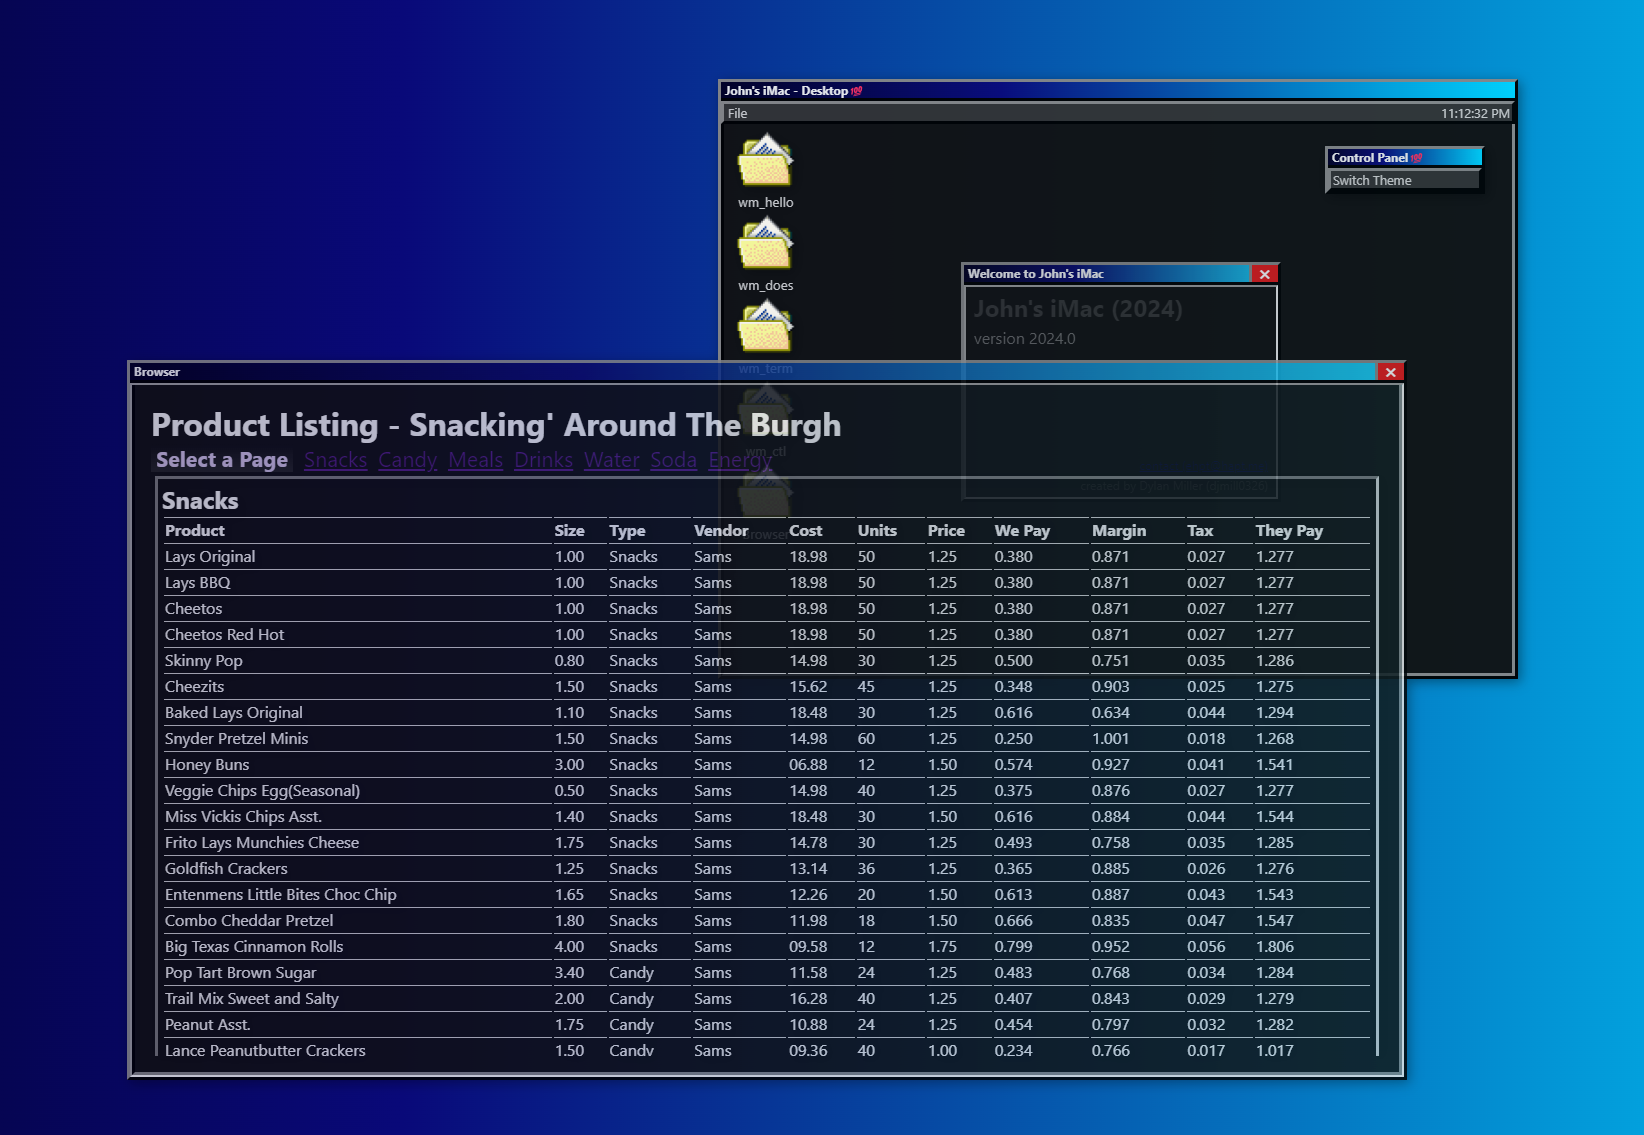 John's iMac - Desktop💯
File 11:12:32 PM
wm_hello
wm_does
wm_term
wm_ctl
Browser
Control Panel💯
Switch Theme
Welcome to John's iMac
John's iMac (2024)
version 2024.0
Browser
Product Listing - Snacking' Around The Burgh
Select a Page Snacks Candy Meals Drinks Water Soda Energy
Snacks
Product Size Type Vendor Cost Units Price We Pay Margin Tax They Pay
Lays Original 1.00 Snacks Sams 18.98 50 1.25 0.380 0.871 0.027 1.277
Lays BBQ 1.00 Snacks Sams 18.98 50 1.25 0.380 0.871 0.027 1.277
Cheetos 1.00 Snacks Sams 18.98 50 1.25 0.380 0.871 0.027 1.277
Cheetos Red Hot 1.00 Snacks Sams 18.98 50 1.25 0.380 0.871 0.027 1.277
Skinny Pop 0.80 Snacks Sams 14.98 30 1.25 0.500 0.751 0.035 1.286
Cheezits 1.50 Snacks Sams 15.62 45 1.25 0.348 0.903 0.025 1.275
Baked Lays Original 1.10 Snacks Sams 18.48 30 1.25 0.616 0.634 0.044 1.294
Snyder Pretzel Minis 1.50 Snacks Sams 14.98 60 1.25 0.250 1.001 0.018 1.268
Honey Buns 3.00 Snacks Sams 06.88 12 1.50 0.574 0.927 0.041 1.541
Veggie Chips Egg(Seasonal) 0.50 Snacks Sams 14.98 40 1.25 0.375 0.876 0.027 1.277
Miss Vickis Chips Asst. 1.40 Snacks Sams 18.48 30 1.50 0.616 0.884 0.044 1.544
Frito Lays Munchies Cheese 1.75 Snacks Sams 14.78 30 1.25 0.493 0.758 0.035 1.285
Goldfish Crackers 1.25 Snacks Sams 13.14 36 1.25 0.365 0.885 0.026 1.276
Entenmens Little Bites Choc Chip 1.65 Snacks Sams 12.26 20 1.50 0.613 0.887 0.043 1.543
Combo Cheddar Pretzel 1.80 Snacks Sams 11.98 18 1.50 0.666 0.835 0.047 1.547
Big Texas Cinnamon Rolls 4.00 Snacks Sams 09.58 12 1.75 0.799 0.952 0.056 1.806
Pop Tart Brown Sugar 3.40 Candy Sams 11.58 24 1.25 0.483 0.768 0.034 1.284
Trail Mix Sweet and Salty 2.00 Candy Sams 16.28 40 1.25 0.407 0.843 0.029 1.279
Peanut Asst. 1.75 Candy Sams 10.88 24 1.25 0.454 0.797 0.032 1.282
Lance Peanutbutter Crackers 1.50 Candy Sams 09.36 40 1.00 0.234 0.766 0.017 1.017